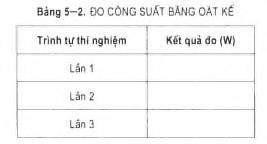 Bảng 5–2. ĐO CÔNG SUẤT BẰNG OÁT KẾ
Trình tự thí nghiệm Kết quả đo (W)
Lần 1
Lần 2
Lần 3